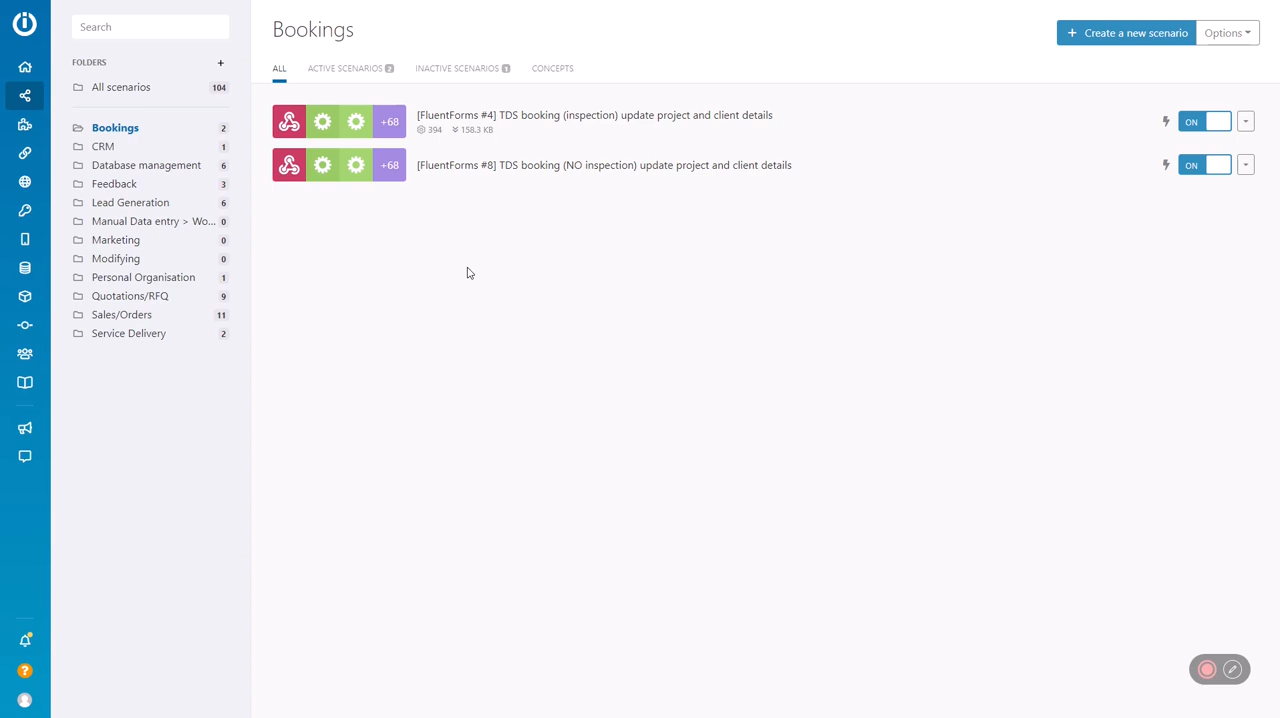 Search
FOLDERS +
All scenarios 104
Bookings 2
CRM 1
Database management 6
Feedback 3
Lead Generation 6
Manual Data entry > Wo... 0
Marketing 0
Modifying 0
Personal Organisation 1
Quotations/RFQ 9
Sales/Orders 11
Service Delivery 2
?
Bookings
+ Create a new scenario
Options
ALL ACTIVE SCENARIOS 2 INACTIVE SCENARIOS 1 CONCEPTS
+68 [FluentForms #4] TDS booking (inspection) update project and client details
394 158.3 KB
ON
+68 [FluentForms #8] TDS booking (NO inspection) update project and client details
ON